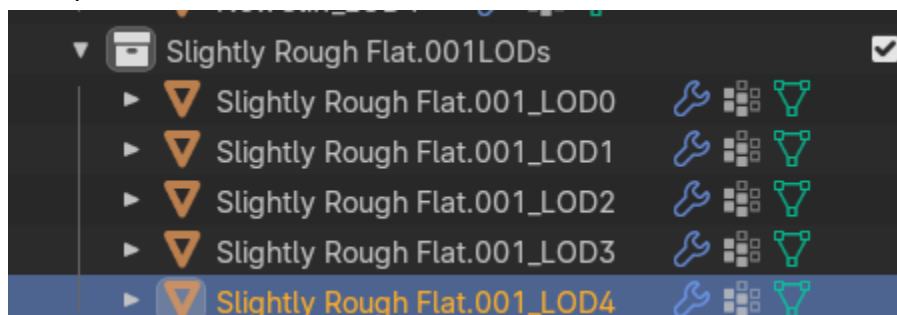 Slightly Rough Flat.001LODs
Slightly Rough Flat.001_LOD0
Slightly Rough Flat.001_LOD1
Slightly Rough Flat.001_LOD2
Slightly Rough Flat.001_LOD3
Slightly Rough Flat.001_LOD4